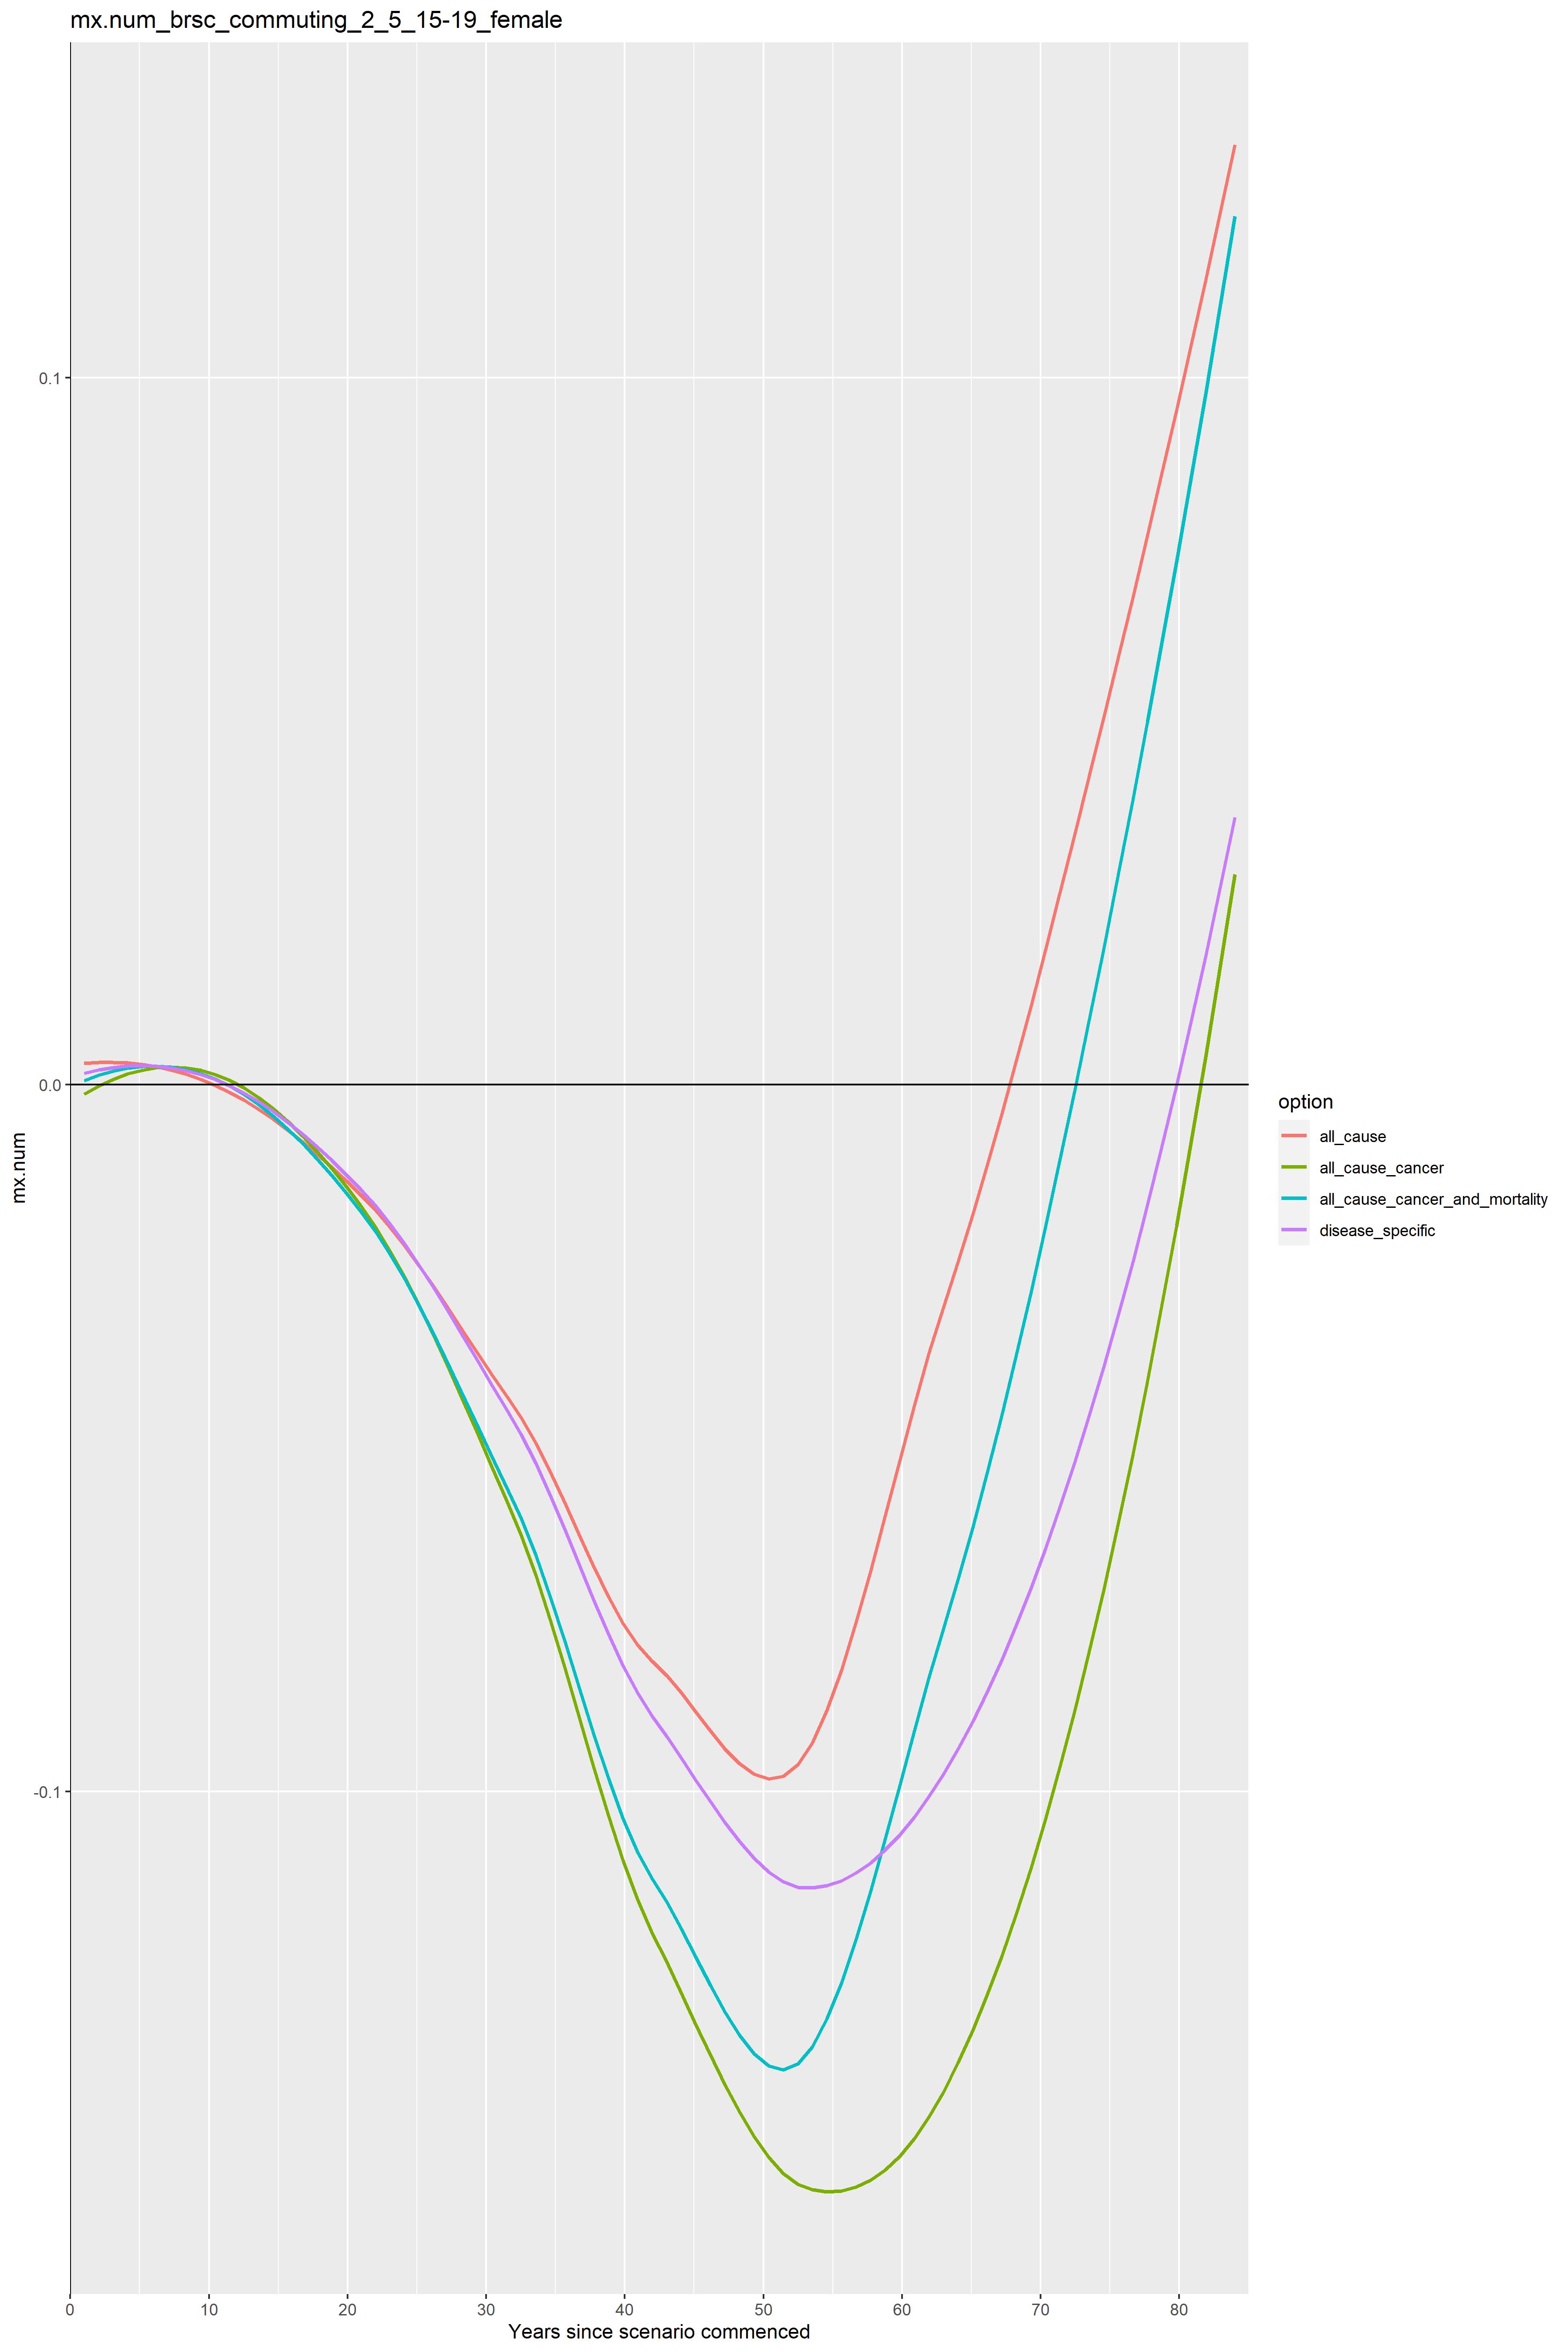 mx.num_brsc_commuting_2_5_15-19_female
0.1
0.0
-0.1
mx.num
0 10 20 30 40 50 60 70 80
Years since scenario commenced
option
all_cause
all_cause_cancer
all_cause_cancer_and_mortality
disease_specific